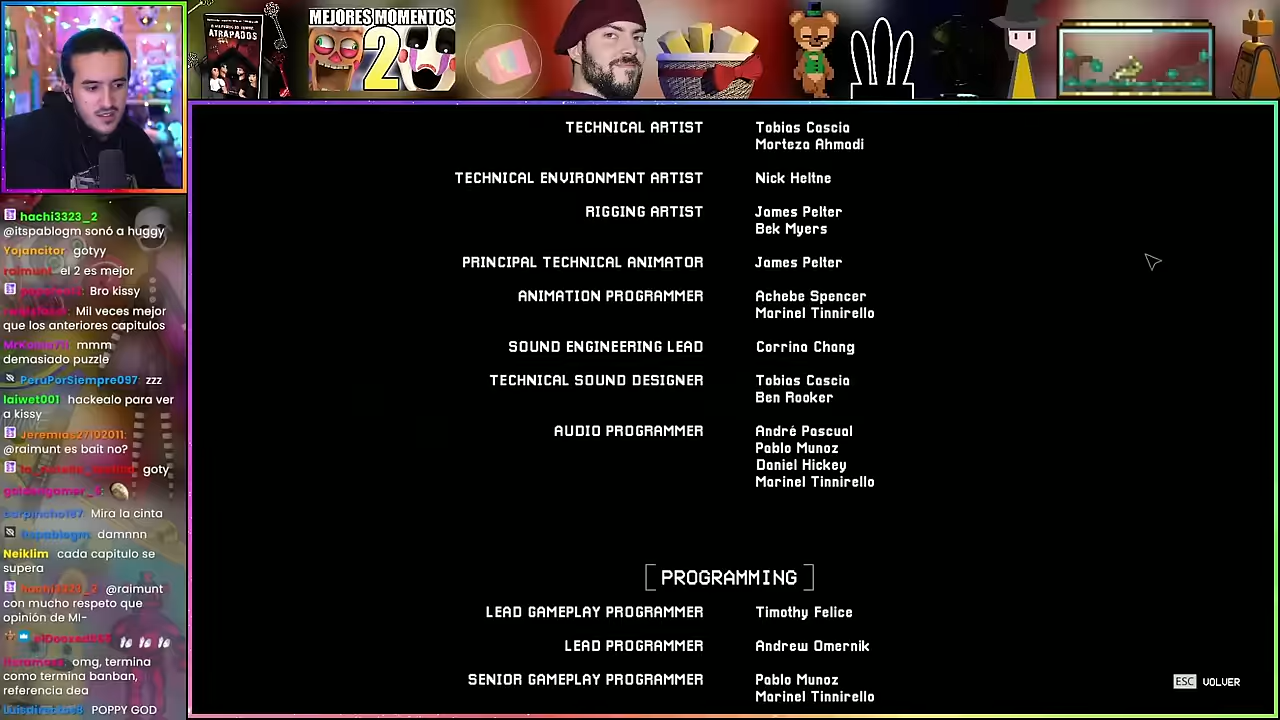 ATRAPADOS
MEJORES MOMENTOS
2
hachi3323_2
@itspablogm sonó a huggy
Yojancitor gotyy
raimunt el 2 es mejor
Bro kissy
Mil veces mejor
que los anteriores capitulos
mmm
demasiado puzzle
PeruPorSiempre097: zzz
laiwet001 hackealo para ver
a kissy
Jeremias27102011:
@raimunt es bait no?
goty
Mira la cinta
itspablogm: damnnn
Neiklim cada capitulo se
supera
hachi3323_2 @raimunt
con mucho respeto que
opinión de MI-
omg, termina
como termina banban,
referencia dea
POPPY GOD
TECHNICAL ARTIST Tobias Cascia
Morteza Ahmadi
TECHNICAL ENVIRONMENT ARTIST Nick Heltne
RIGGING ARTIST James Pelter
Bek Myers
PRINCIPAL TECHNICAL ANIMATOR James Pelter
ANIMATION PROGRAMMER Achebe Spencer
Marinel Tinnirello
SOUND ENGINEERING LEAD Corrina Chang
TECHNICAL SOUND DESIGNER Tobias Cascia
Ben Rooker
AUDIO PROGRAMMER André Pascual
Pablo Munoz
Daniel Hickey
Marinel Tinnirello
[PROGRAMMING]
LEAD GAMEPLAY PROGRAMMER Timothy Felice
LEAD PROGRAMMER Andrew Omernik
SENIOR GAMEPLAY PROGRAMMER Pablo Munoz
Marinel Tinnirello
ESC VOLVER